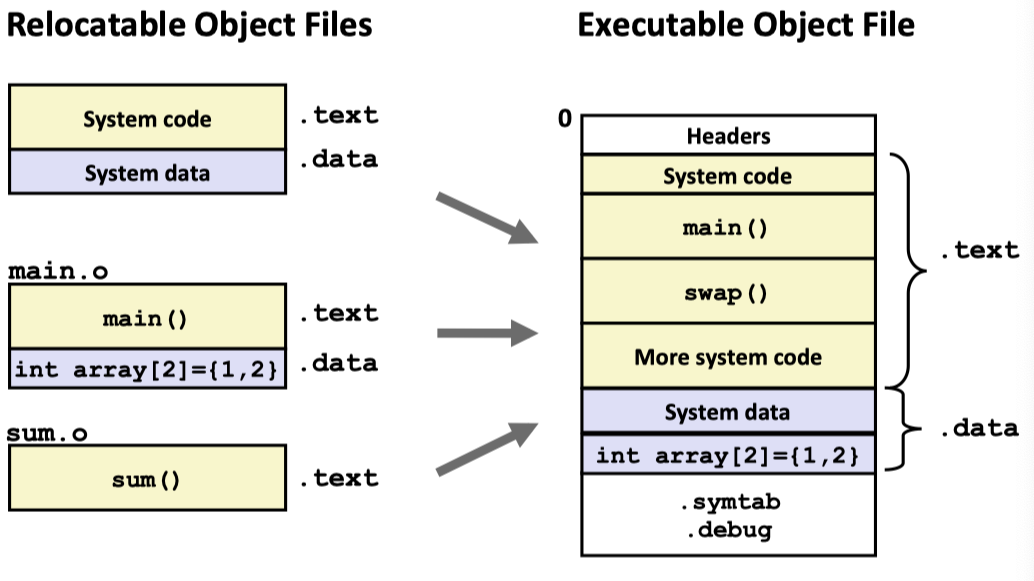 Relocatable Object Files
System code
.text
System data
.data
main.o
main()
.text
int array[2]={1,2}
.data
sum.o
sum()
.text
Executable Object File
0
Headers
System code
main()
swap()
More system code
.text
System data
int array[2]={1,2}
.data
.symtab
.debug